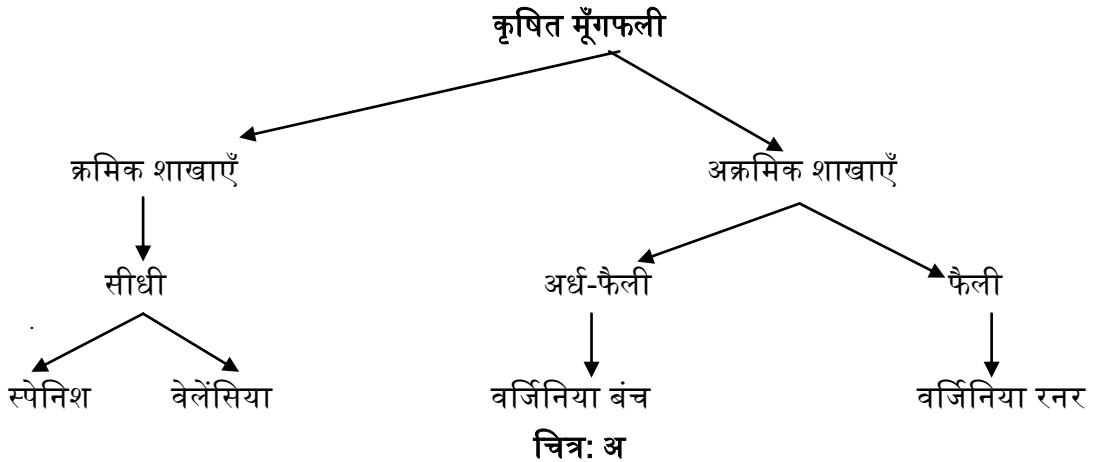 कृषित मूँगफली
क्रमिक शाखाएँ अक्रमिक शाखाएँ
सीधी अर्ध-फैली फैली
स्पेनिश वेलेंसिया वर्जिनिया बंच वर्जिनिया रनर
चित्र: अ